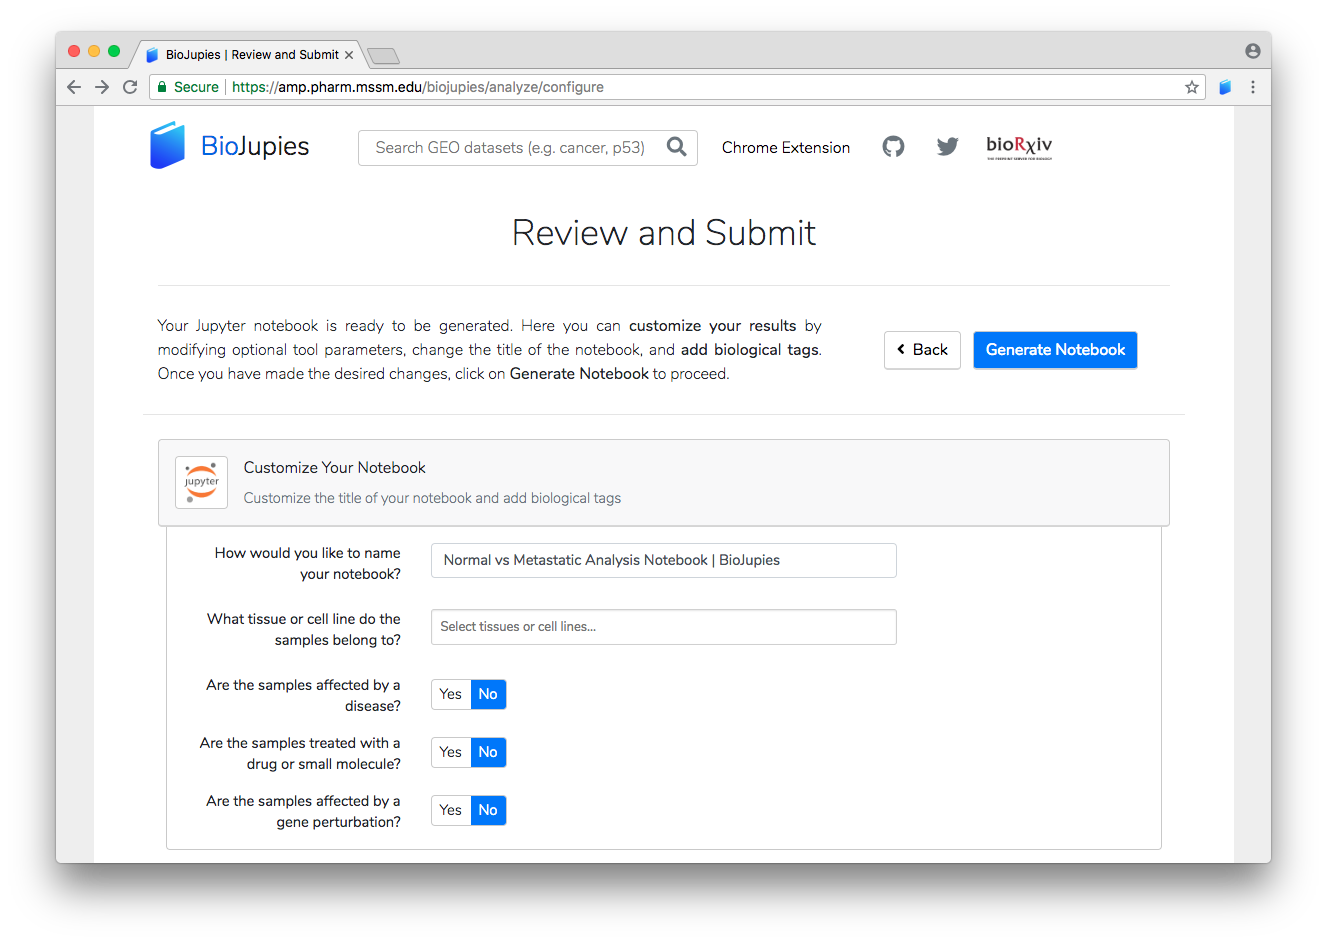 BioJupies | Review and Submit
Secure https://amp.pharm.mssm.edu/biojupies/analyze/configure
BioJupies
Search GEO datasets (e.g. cancer, p53)
Chrome Extension
bioRχiv
THE PREPRINT SERVER FOR BIOLOGY
Review and Submit
Your Jupyter notebook is ready to be generated. Here you can customize your results by
modifying optional tool parameters, change the title of the notebook, and add biological tags.
Once you have made the desired changes, click on Generate Notebook to proceed.
Back
Generate Notebook
jupyter
Customize Your Notebook
Customize the title of your notebook and add biological tags
How would you like to name
your notebook?
Normal vs Metastatic Analysis Notebook | BioJupies
What tissue or cell line do the
samples belong to?
Select tissues or cell lines...
Are the samples affected by a
disease?
Yes No
Are the samples treated with a
drug or small molecule?
Yes No
Are the samples affected by a
gene perturbation?
Yes No